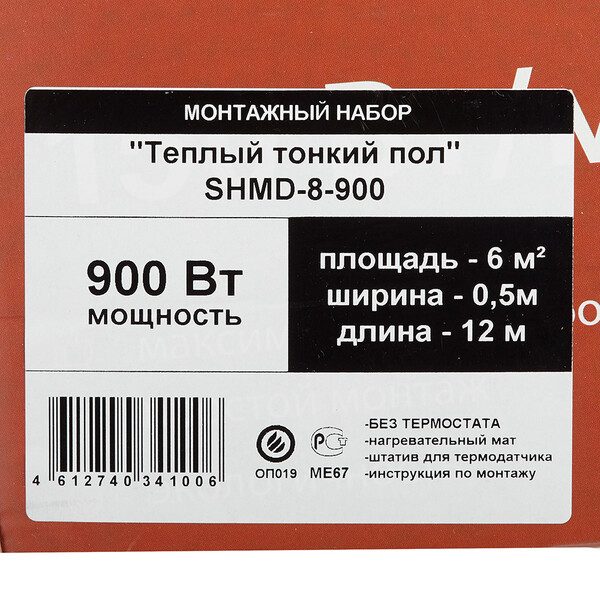 МОНТАЖНЫЙ НАБОР
"Теплый тонкий пол"
SHMD-8-900
900 Вт
мощность
площадь - 6 м²
ширина - 0,5м
длина - 12 м
-БЕЗ ТЕРМОСТАТА
-нагревательный мат
-штатив для термодатчика
-инструкция по монтажу
ОП019 МЕ67
4 612740 341006